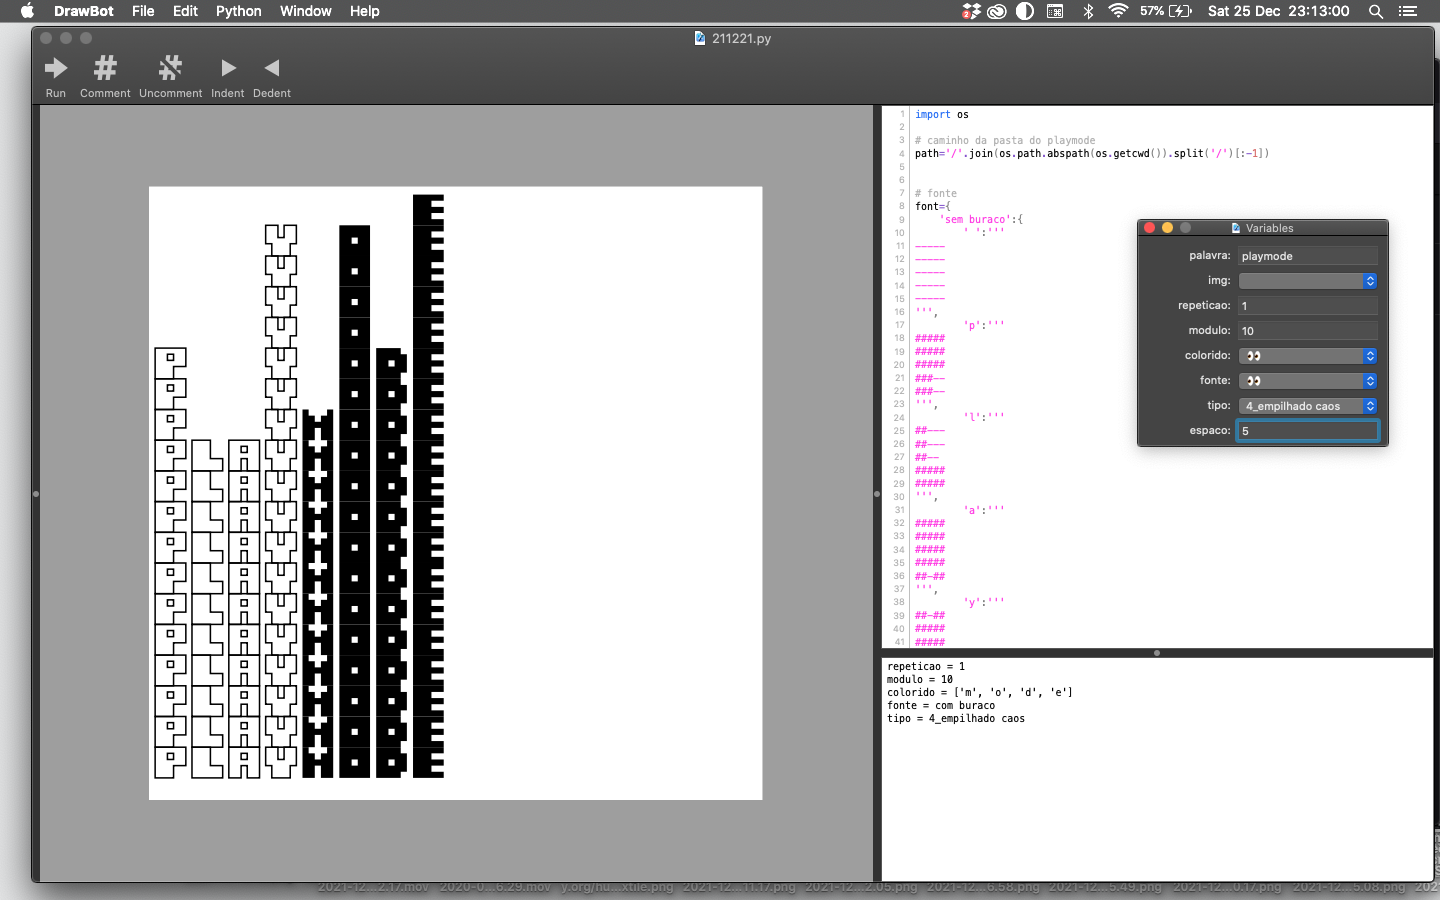 DrawBot File Edit Python Window Help
2 57% Sat 25 Dec 23:13:00
211221.py
Run Comment Uncomment Indent Dedent
P
P
P
P L A Y M O D E
1 import os
2
3 # caminho da pasta do playmode
4 path='/'.join(os.path.abspath(os.getcwd()).split('/')[:-1])
5
6
7 # fonte
8 font={
9 'sem buraco':{
10 ' ':'''
11 -----
12 -----
13 -----
14 -----
15 -----
16 ''',
17 'p':'''
18 #####
19 #####
20 #####
21 ###--
22 ###--
23 ''',
24 'l':'''
25 ##---
26 ##---
27 ##--
28 #####
29 #####
30 ''',
31 'a':'''
32 #####
33 #####
34 #####
35 #####
36 ##-##
37 ''',
38 'y':'''
39 ##-##
40 #####
41 #####
Variables
palavra: playmode
img:
repeticao: 1
modulo: 10
colorido: 👀
fonte: 👀
tipo: 4_empilhado caos
espaco: 5
repeticao = 1
modulo = 10
colorido = ['m', 'o', 'd', 'e']
fonte = com buraco
tipo = 4_empilhado caos
2021-12...2.17.mov 2020-0...6.29.mov y.org/hu...xtile.png 2021-12...11.17.png 2021-12...2.05.png 2021-12...6.58.png 2021-12...5.49.png 2021-12...0.17.png 2021-12...5.08.png 202